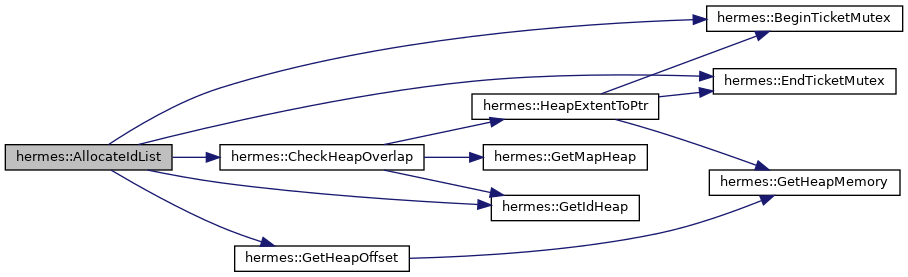 hermes::BeginTicketMutex
hermes::EndTicketMutex
hermes::HeapExtentToPtr
hermes::AllocateIdList
hermes::CheckHeapOverlap
hermes::GetMapHeap
hermes::GetHeapMemory
hermes::GetIdHeap
hermes::GetHeapOffset